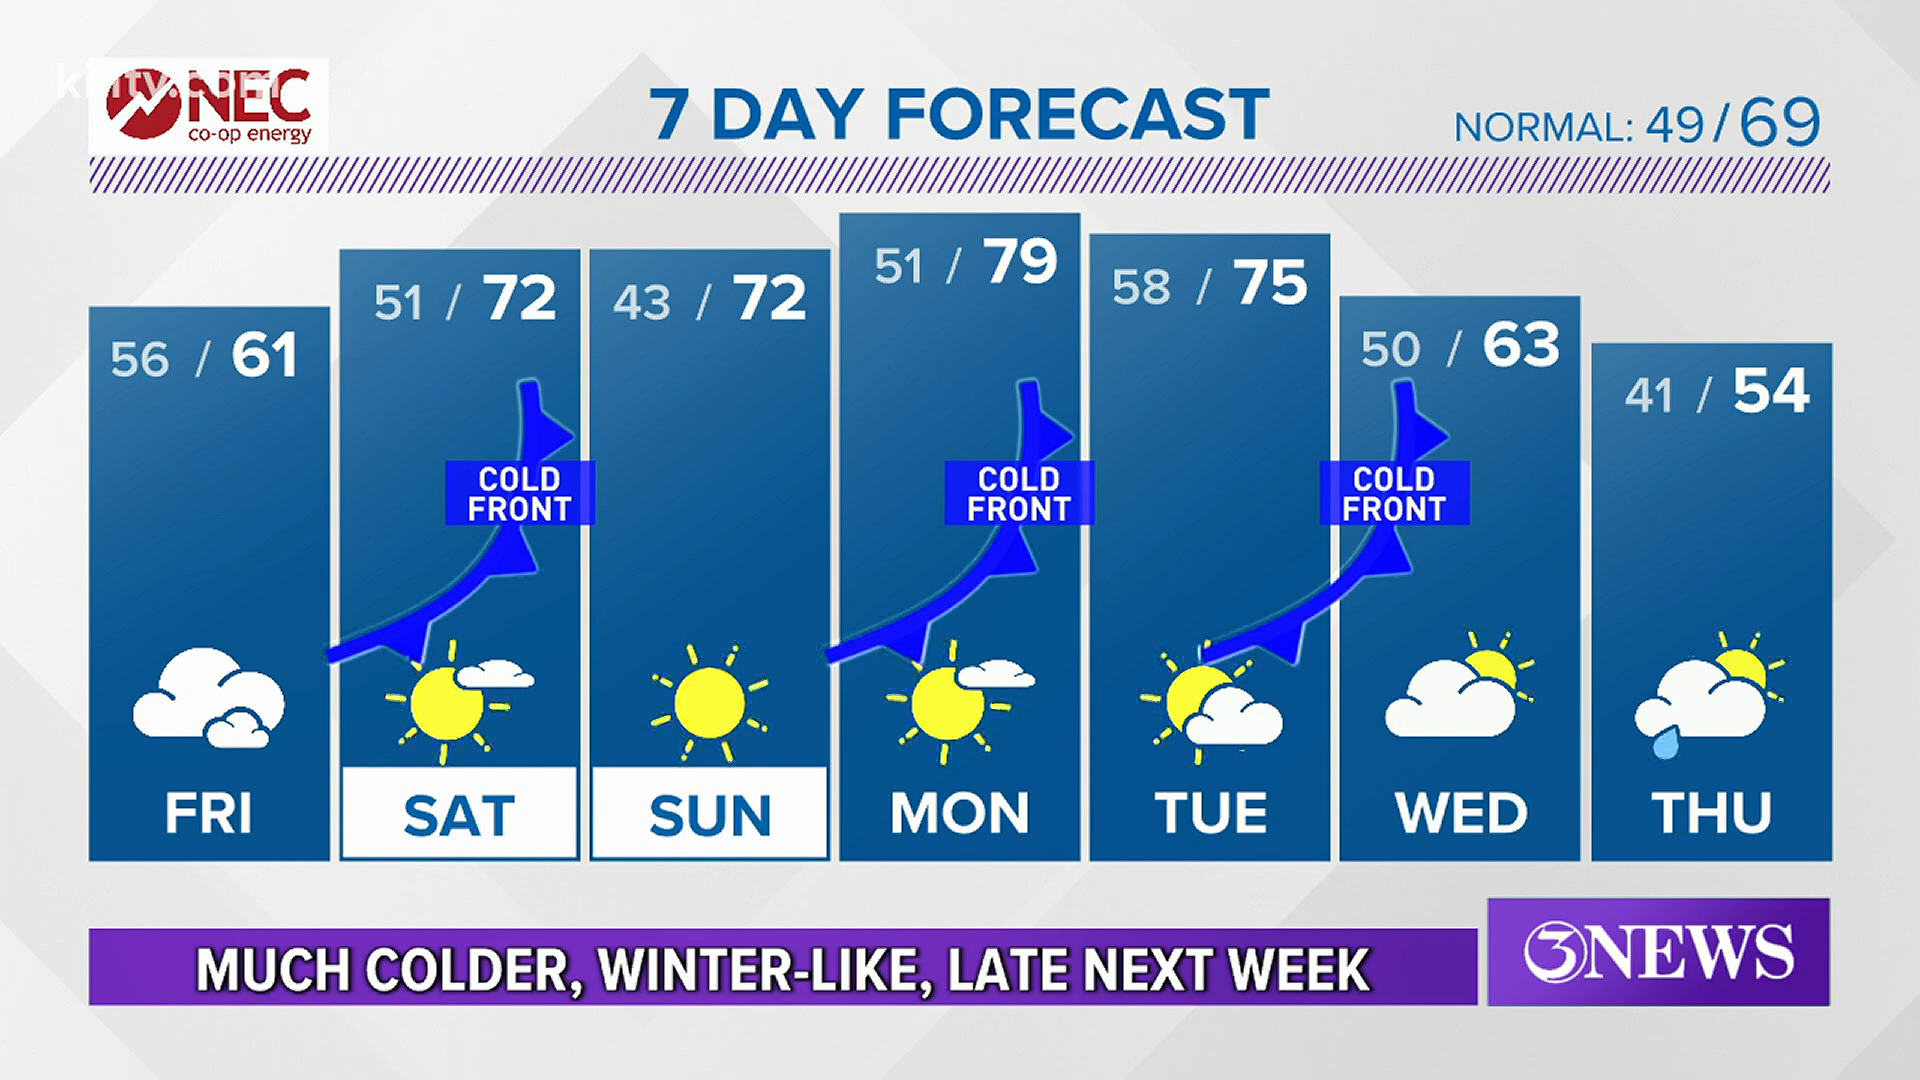 NEC
co-op energy
7 DAY FORECAST
NORMAL: 49/69
56 / 61
51 / 72
43 / 72
51 / 79
58 / 75
50 / 63
41 / 54
COLD
FRONT
COLD
FRONT
COLD
FRONT
FRI
SAT
SUN
MON
TUE
WED
THU
MUCH COLDER, WINTER-LIKE, LATE NEXT WEEK
3NEWS